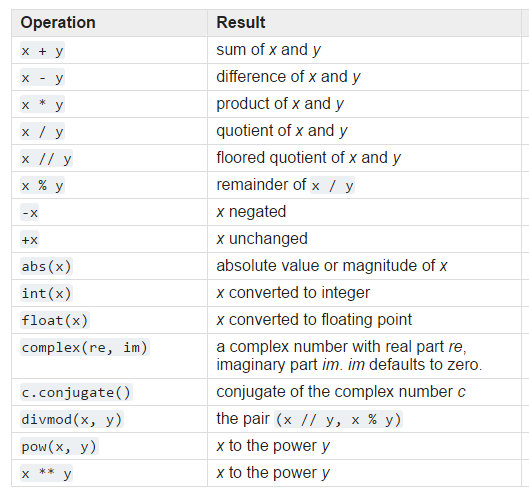 Operation Result
x + y sum of x and y
x - y difference of x and y
x * y product of x and y
x / y quotient of x and y
x // y floored quotient of x and y
x % y remainder of x / y
-x x negated
+x x unchanged
abs(x) absolute value or magnitude of x
int(x) x converted to integer
float(x) x converted to floating point
complex(re, im) a complex number with real part re,
imaginary part im. im defaults to zero.
c.conjugate() conjugate of the complex number c
divmod(x, y) the pair (x // y, x % y)
pow(x, y) x to the power y
x ** y x to the power y